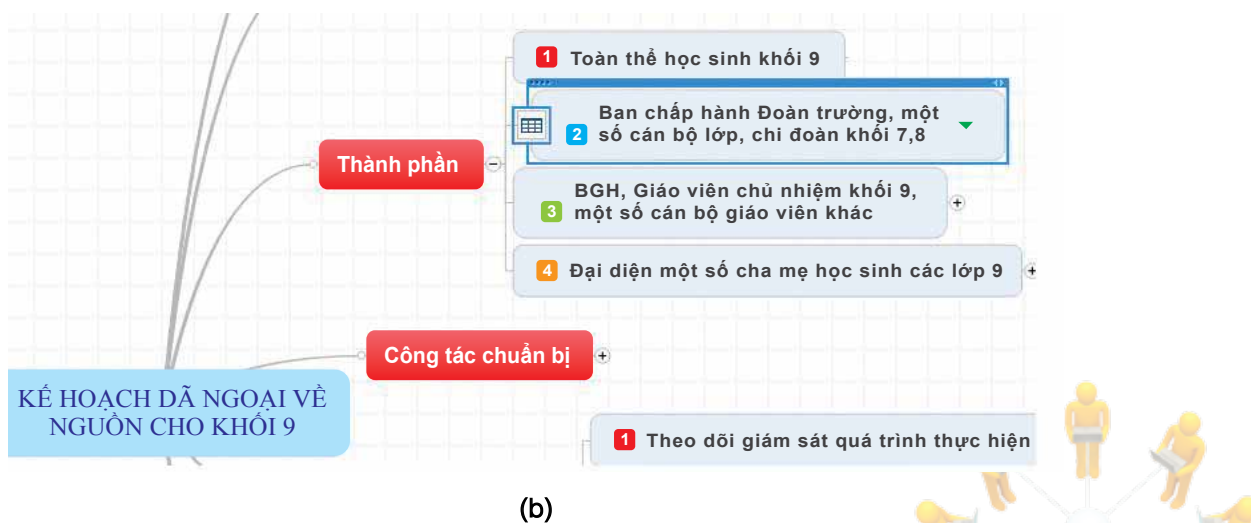 1 Toàn thể học sinh khối 9
2 Ban chấp hành Đoàn trường, một
số cán bộ lớp, chi đoàn khối 7,8
Thành phần
3 BGH, Giáo viên chủ nhiệm khối 9,
một số cán bộ giáo viên khác
4 Đại diện một số cha mẹ học sinh các lớp 9
Công tác chuẩn bị
KẾ HOẠCH DÃ NGOẠI VỀ
NGUỒN CHO KHỐI 9
1 Theo dõi giám sát quá trình thực hiện
(b)